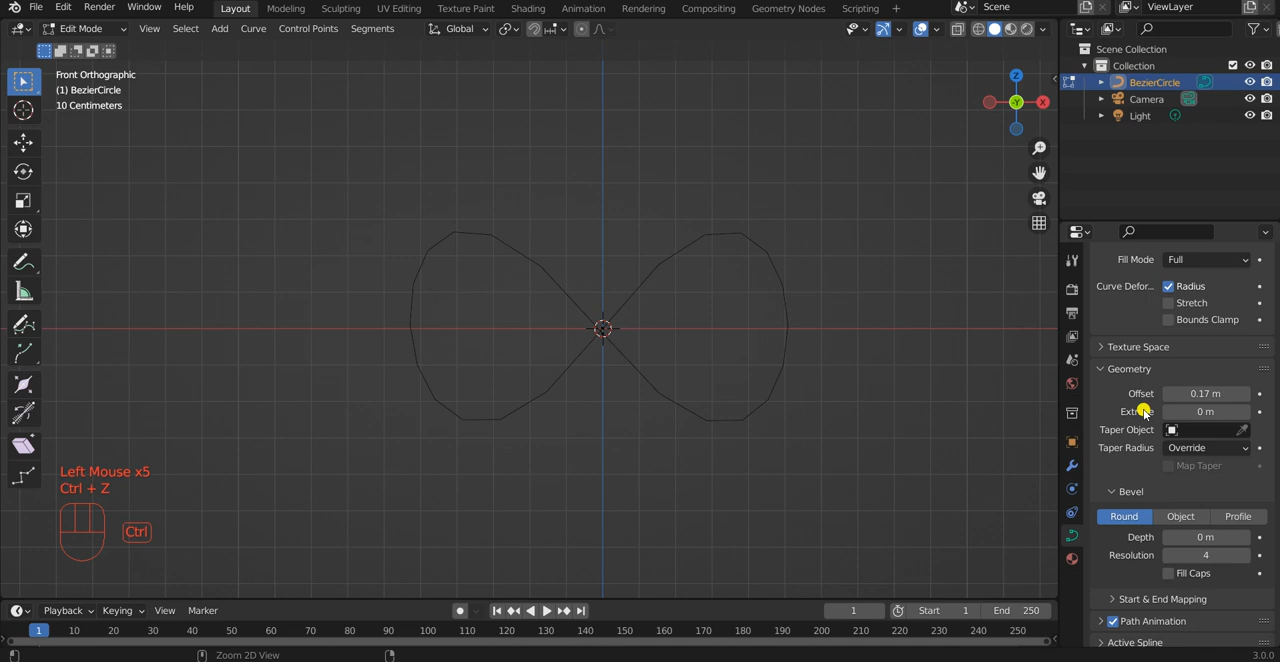 File Edit Render Window Help Layout Modeling Sculpting UV Editing Texture Paint Shading Animation Rendering Compositing Geometry Nodes Scripting + Scene ViewLayer
Edit Mode View Select Add Curve Control Points Segments Global
Front Orthographic
(1) BezierCircle
10 Centimeters
Z
-Y
X
Left Mouse x5
Ctrl + Z
Ctrl
Scene Collection
Collection
BezierCircle
Camera
Light
Fill Mode Full
Curve Defor... Radius
Stretch
Bounds Clamp
Texture Space
Geometry
Offset 0.17 m
Extrude 0 m
Taper Object
Taper Radius Override
Map Taper
Bevel
Round Object Profile
Depth 0 m
Resolution 4
Fill Caps
Start & End Mapping
Path Animation
Active Spline
Playback Keying View Marker 1 Start 1 End 250
1 10 20 30 40 50 60 70 80 90 100 110 120 130 140 150 160 170 180 190 200 210 220 230 240 250
Zoom 2D View 3.0.0